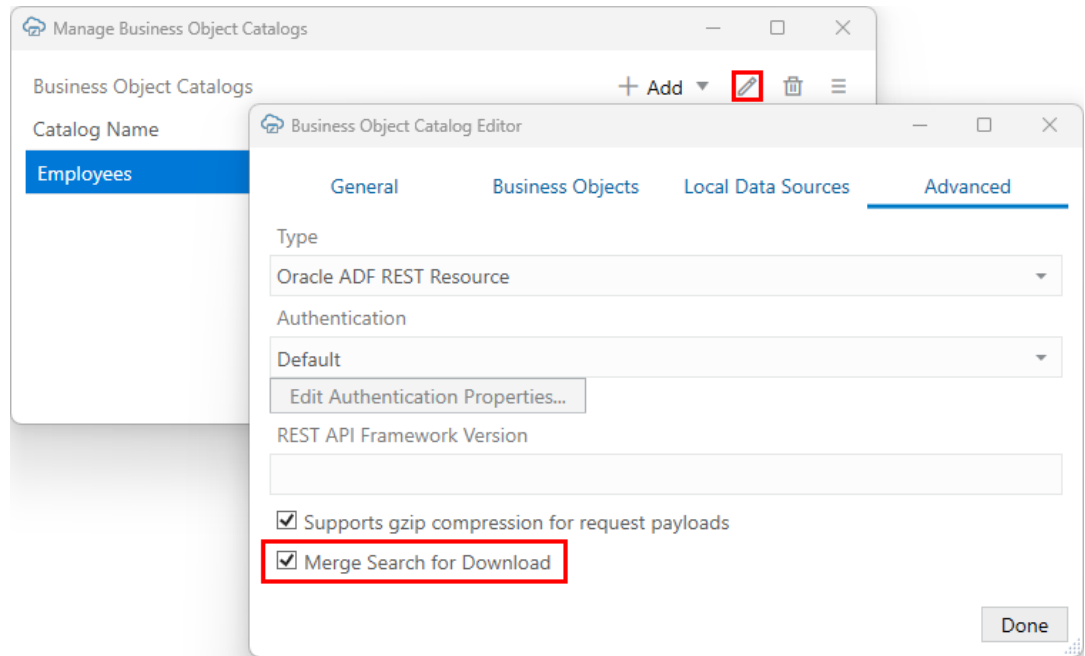 Manage Business Object Catalogs
Business Object Catalogs
Add
Catalog Name
Employees
Business Object Catalog Editor
General Business Objects Local Data Sources Advanced
Type
Oracle ADF REST Resource
Authentication
Default
Edit Authentication Properties...
REST API Framework Version
Supports gzip compression for request payloads
Merge Search for Download
Done